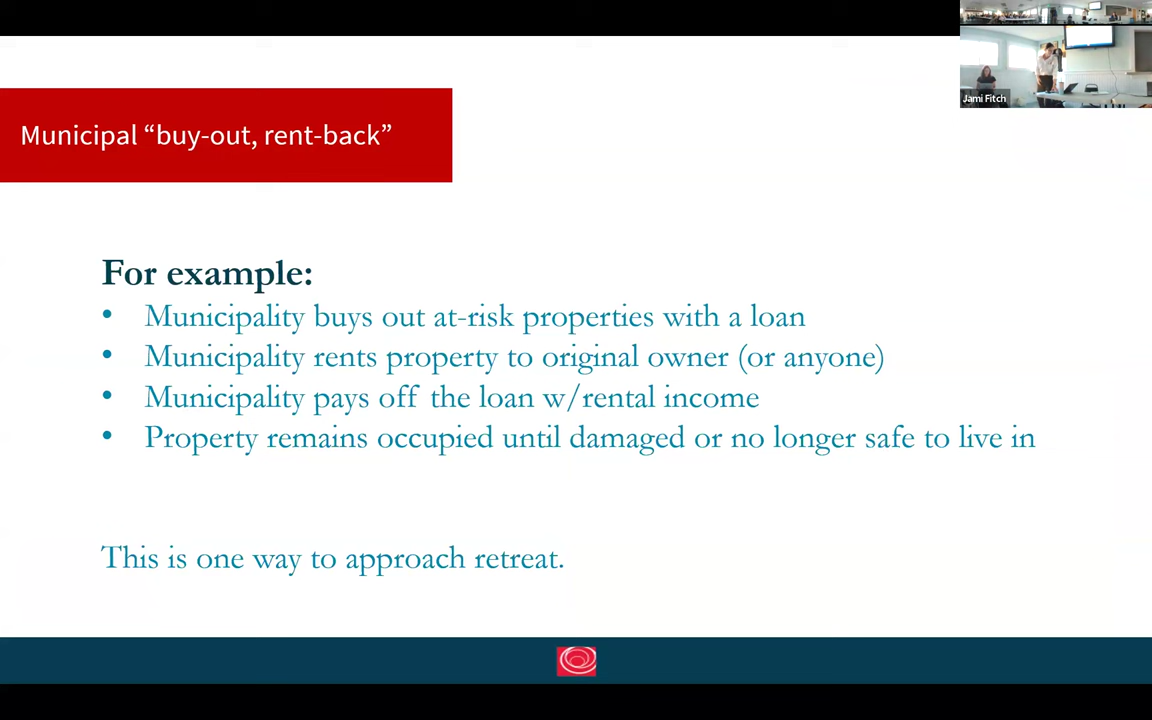 Jami Fitch
Municipal “buy-out, rent-back”
For example:
• Municipality buys out at-risk properties with a loan
• Municipality rents property to original owner (or anyone)
• Municipality pays off the loan w/rental income
• Property remains occupied until damaged or no longer safe to live in
This is one way to approach retreat.